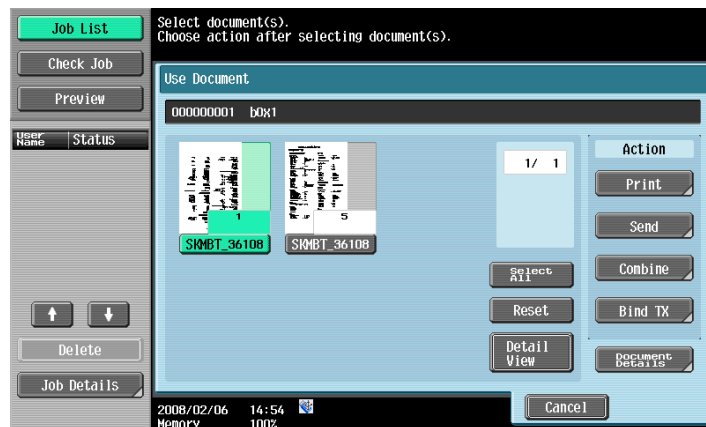 Job List
Check Job
Preview
User Name
Status
Delete
Job Details
Select document(s).
Choose action after selecting document(s).
Use Document
000000001 b0x1
1
SKMBT_36108
5
SKMBT_36108
1/ 1
Select All
Reset
Detail View
Action
Print
Send
Combine
Bind TX
Document Details
Cancel
2008/02/06 14:54
Memory 100%